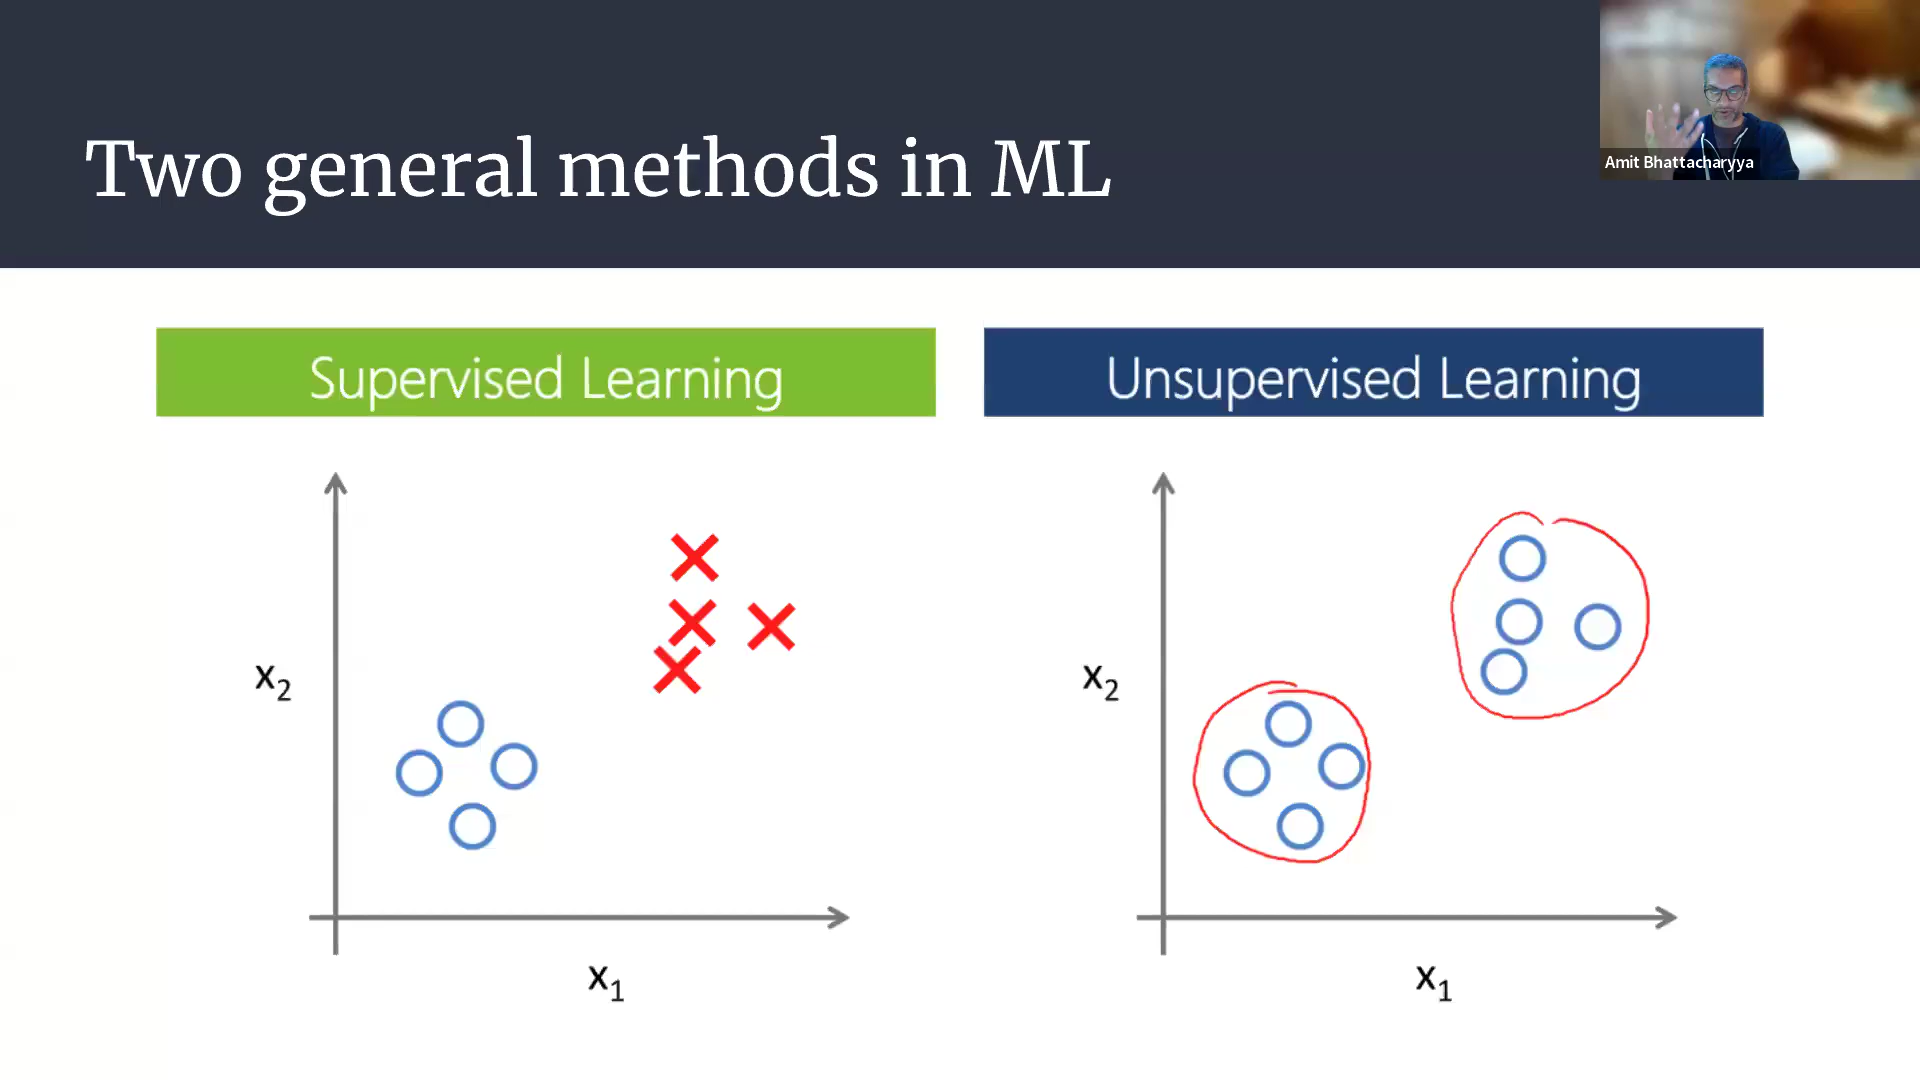 Two general methods in ML
Amit Bhattacharyya
Supervised Learning
Unsupervised Learning
x₂
x₁
x₂
x₁